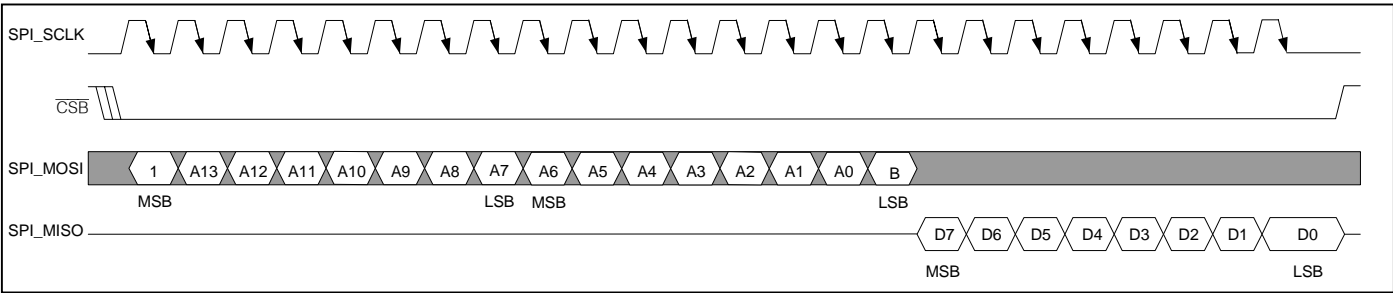 SPI_SCLK
CSB
SPI_MOSI 1 A13 A12 A11 A10 A9 A8 A7 A6 A5 A4 A3 A2 A1 A0 B
MSB LSB MSB LSB
SPI_MISO D7 D6 D5 D4 D3 D2 D1 D0
MSB LSB